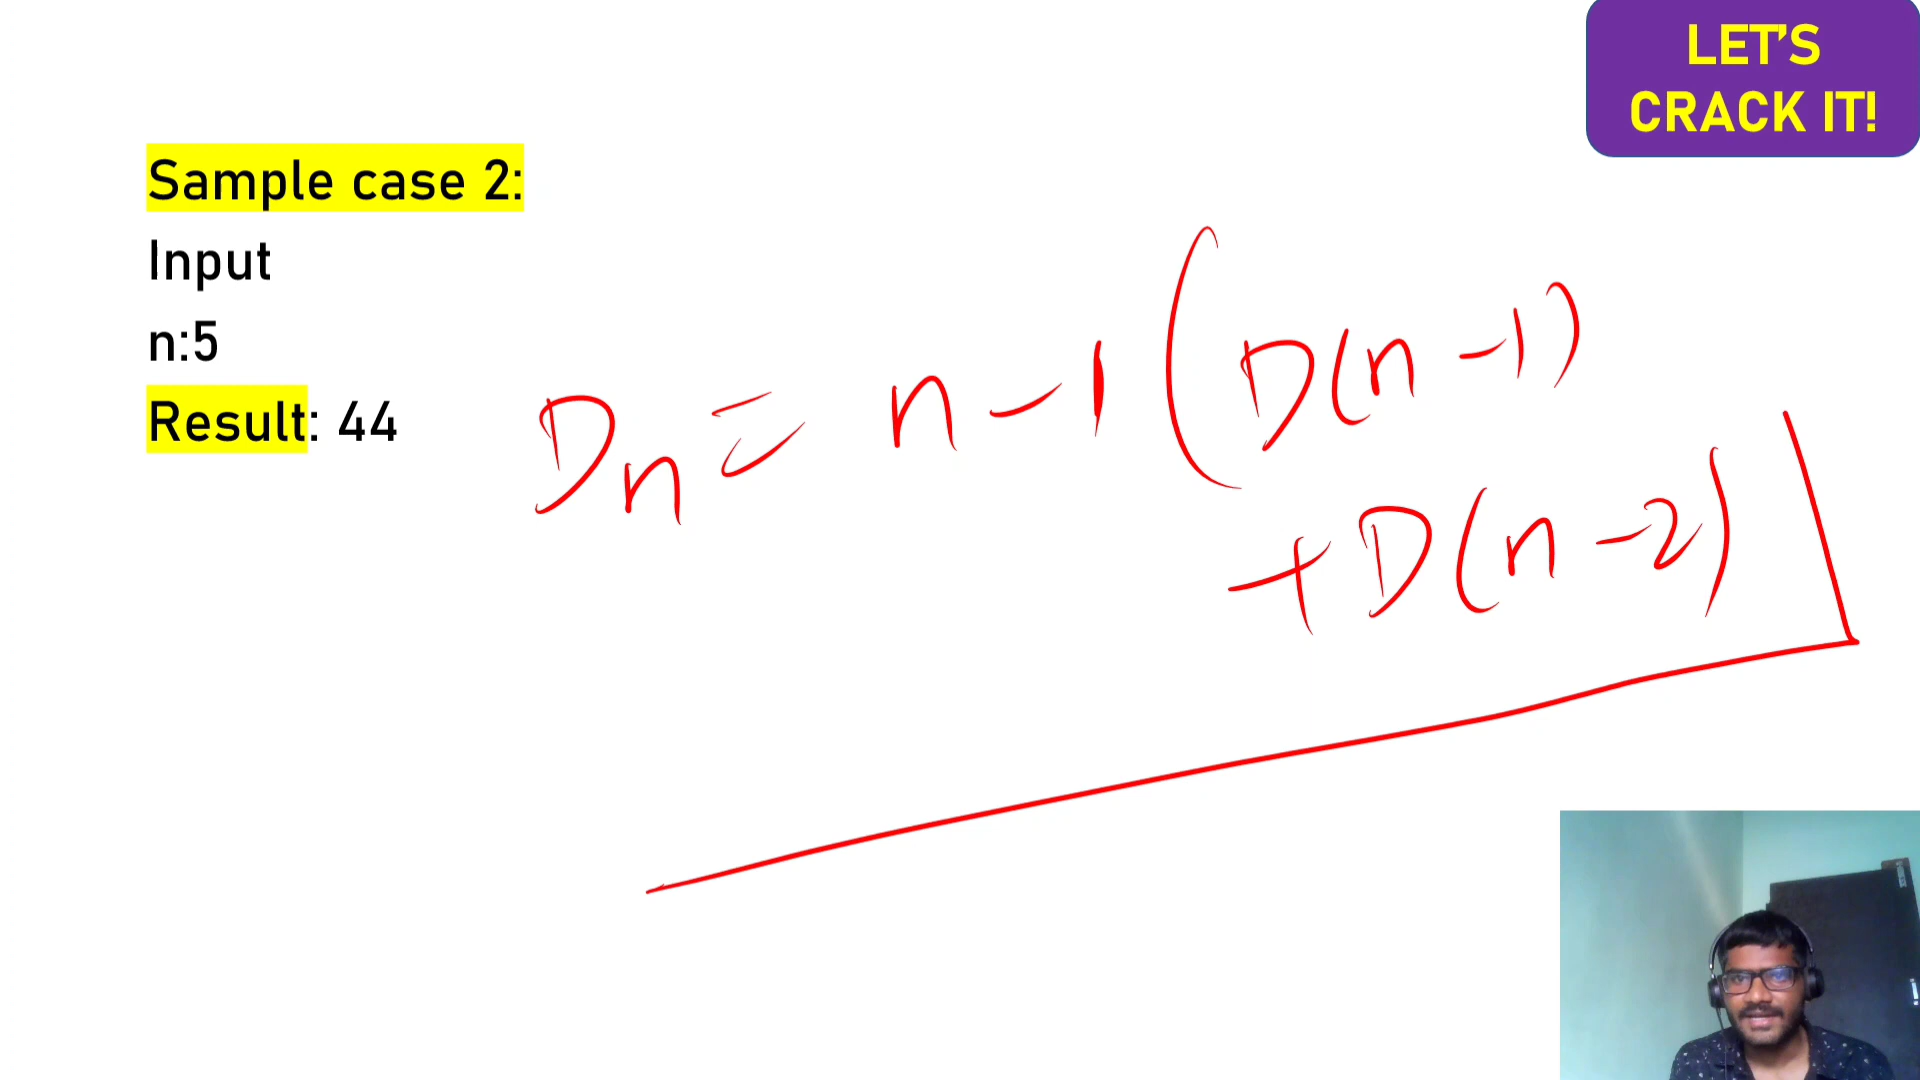 LET'S
CRACK IT!
Sample case 2:
Input
n:5
Result: 44
Dn = n-1 ( D(n-1)
+ D(n-2)